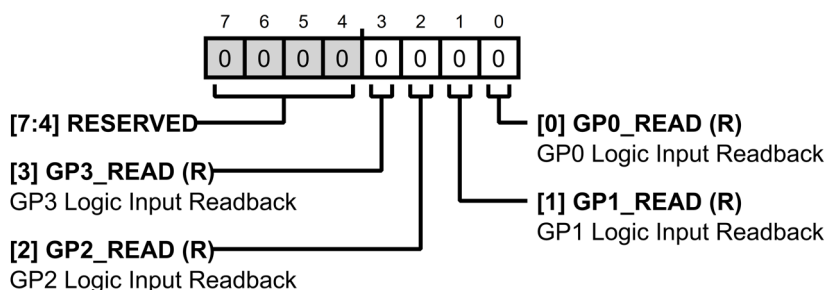 7 6 5 4 3 2 1 0
0 0 0 0 0 0 0 0
[7:4] RESERVED
[3] GP3_READ (R)
GP3 Logic Input Readback
[2] GP2_READ (R)
GP2 Logic Input Readback
[0] GP0_READ (R)
GP0 Logic Input Readback
[1] GP1_READ (R)
GP1 Logic Input Readback